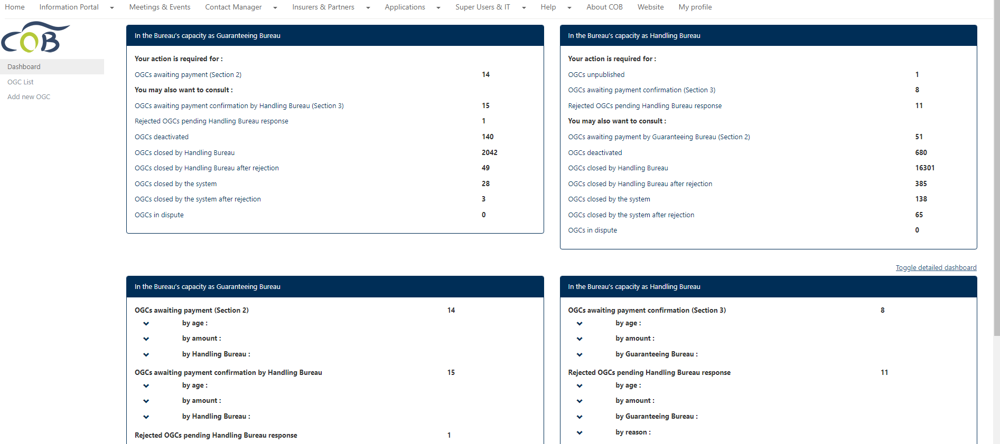 Home Information Portal Meetings & Events Contact Manager Insurers & Partners Applications Super Users & IT Help About COB Website My profile
COB
Dashboard
OGC List
Add new OGC
In the Bureau's capacity as Guaranteeing Bureau
Your action is required for :
OGCs awaiting payment (Section 2) 14
You may also want to consult :
OGCs awaiting payment confirmation by Handling Bureau (Section 3) 15
Rejected OGCs pending Handling Bureau response 1
OGCs deactivated 140
OGCs closed by Handling Bureau 2042
OGCs closed by Handling Bureau after rejection 49
OGCs closed by the system 28
OGCs closed by the system after rejection 3
OGCs in dispute 0
In the Bureau's capacity as Handling Bureau
Your action is required for :
OGCs unpublished 1
OGCs awaiting payment confirmation (Section 3) 8
Rejected OGCs pending Handling Bureau response 11
You may also want to consult :
OGCs awaiting payment by Guaranteeing Bureau (Section 2) 51
OGCs deactivated 680
OGCs closed by Handling Bureau 16301
OGCs closed by Handling Bureau after rejection 385
OGCs closed by the system 138
OGCs closed by the system after rejection 65
OGCs in dispute 0
Toggle detailed dashboard
In the Bureau's capacity as Guaranteeing Bureau
OGCs awaiting payment (Section 2) 14
by age :
by amount :
by Handling Bureau :
OGCs awaiting payment confirmation by Handling Bureau 15
by age :
by amount :
by Handling Bureau :
Rejected OGCs pending Handling Bureau response 1
In the Bureau's capacity as Handling Bureau
OGCs awaiting payment confirmation (Section 3) 8
by age :
by amount :
by Guaranteeing Bureau :
Rejected OGCs pending Handling Bureau response 11
by age :
by amount :
by Guaranteeing Bureau :
by reason :